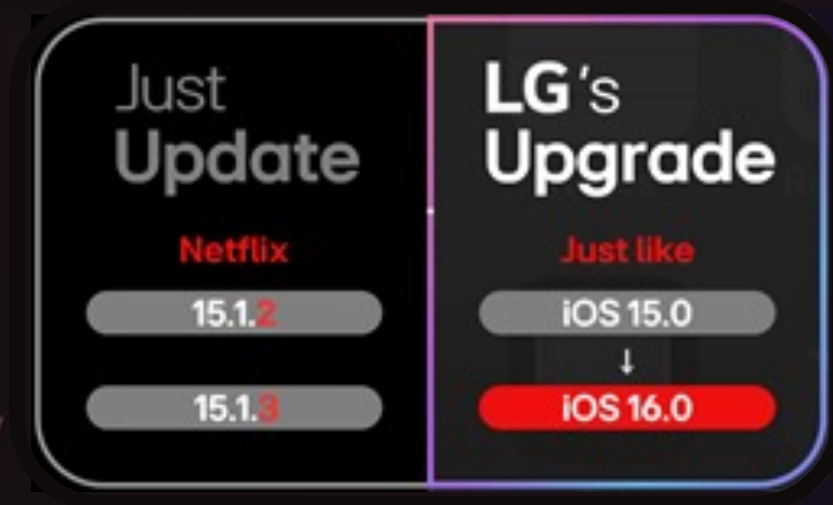 Just
Update
Netflix
15.1.2
15.1.3
LG's
Upgrade
Just like
iOS 15.0
↓
iOS 16.0